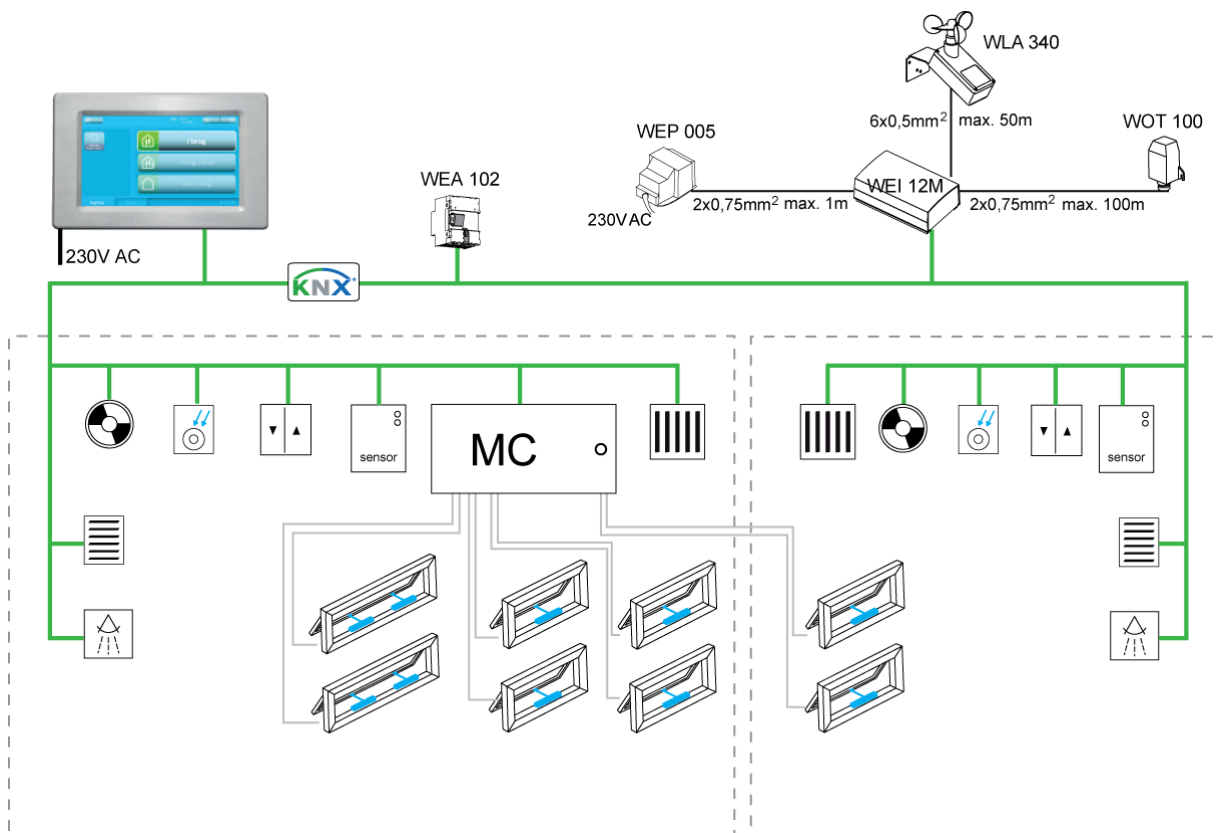 WLA 340
6x0,5mm² max. 50m
WEP 005
WOT 100
WEA 102
WEI 12M
230V AC
2x0,75mm² max. 1m
2x0,75mm² max. 100m
230V AC
KNX
sensor
MC
sensor